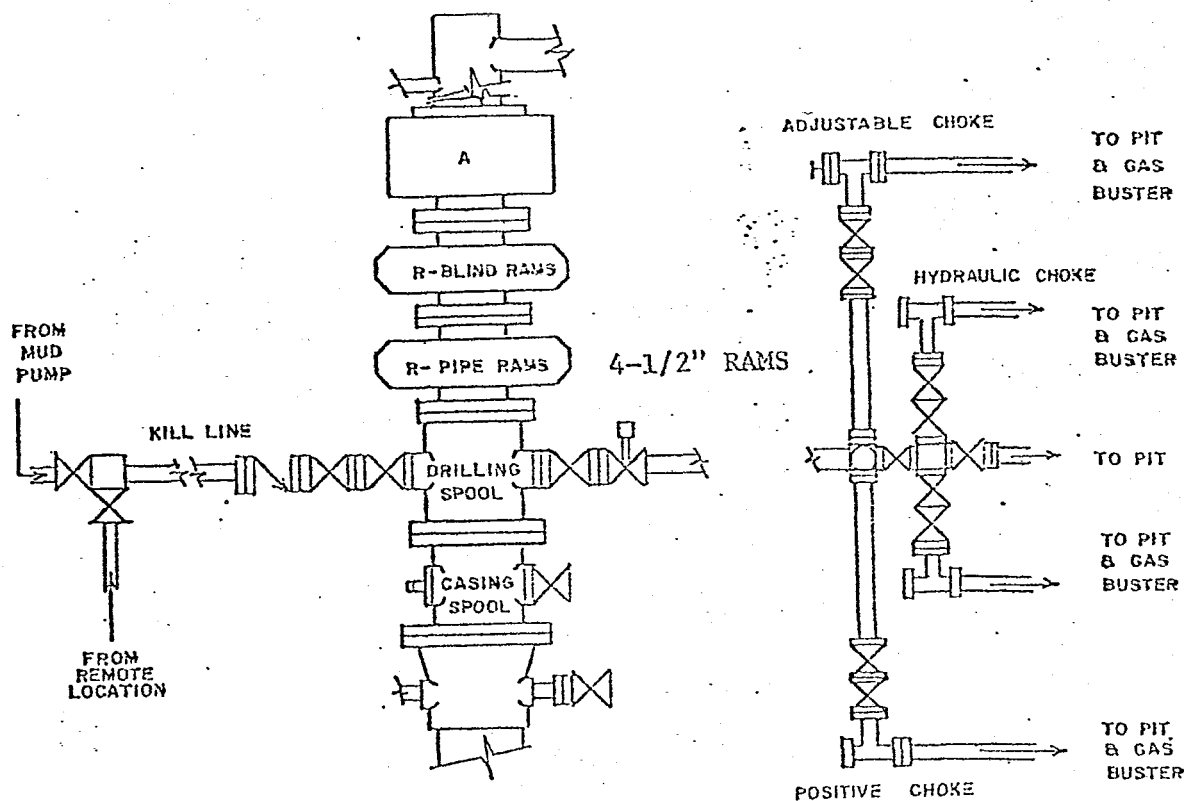 ADJUSTABLE CHOKE
TO PIT
& GAS
BUSTER
A
R-BLIND RAMS
HYDRAULIC CHOKE
TO PIT
& GAS
BUSTER
FROM
MUD
PUMP
R- PIPE RAMS
4-1/2" RAMS
KILL LINE
DRILLING
SPOOL
TO PIT
TO PIT
& GAS
BUSTER
CASING
SPOOL
FROM
REMOTE
LOCATION
TO PIT
& GAS
BUSTER
POSITIVE CHOKE